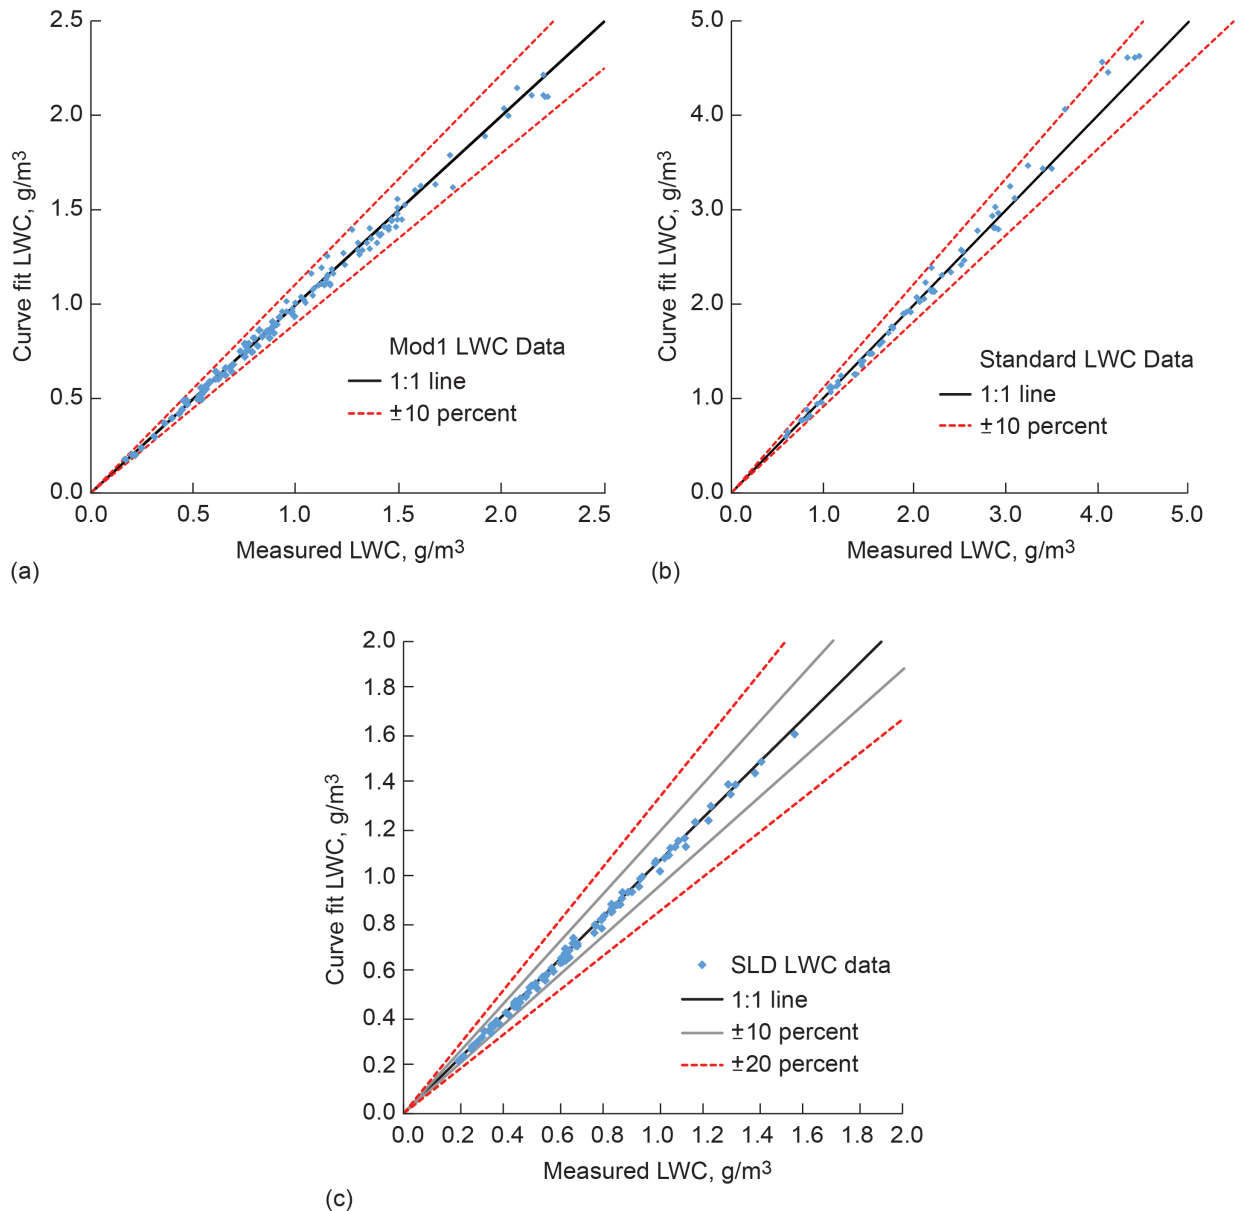 2.5
2.0
1.5
1.0
0.5
0.0
Curve fit LWC, g/m3
Mod1 LWC Data
1:1 line
±10 percent
0.0 0.5 1.0 1.5 2.0 2.5
Measured LWC, g/m3
(a)
5.0
4.0
3.0
2.0
1.0
0.0
Curve fit LWC, g/m3
Standard LWC Data
1:1 line
±10 percent
0.0 1.0 2.0 3.0 4.0 5.0
Measured LWC, g/m3
(b)
2.0
1.8
1.6
1.4
1.2
1.0
0.8
0.6
0.4
0.2
0.0
Curve fit LWC, g/m3
SLD LWC data
1:1 line
±10 percent
±20 percent
0.0 0.2 0.4 0.6 0.8 1.0 1.2 1.4 1.6 1.8 2.0
Measured LWC, g/m3
(c)